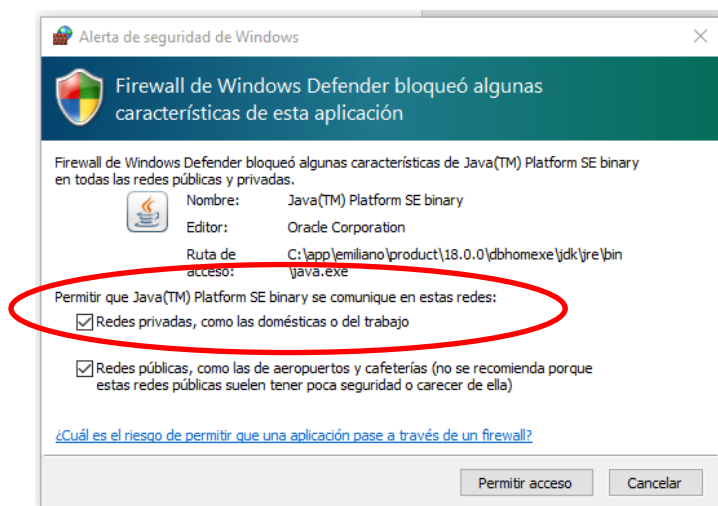 Alerta de seguridad de Windows
Firewall de Windows Defender bloqueó algunas
características de esta aplicación
Firewall de Windows Defender bloqueó algunas características de Java(TM) Platform SE binary
en todas las redes públicas y privadas.
Nombre: Java(TM) Platform SE binary
Editor: Oracle Corporation
Ruta de acceso: C:\app\emiliano\product\18.0.0\dbhomexe\jdk\jre\bin
\java.exe
Permitir que Java(TM) Platform SE binary se comunique en estas redes:
Redes privadas, como las domésticas o del trabajo
Redes públicas, como las de aeropuertos y cafeterías (no se recomienda porque
estas redes públicas suelen tener poca seguridad o carecer de ella)
¿Cuál es el riesgo de permitir que una aplicación pase a través de un firewall?
Permitir acceso Cancelar